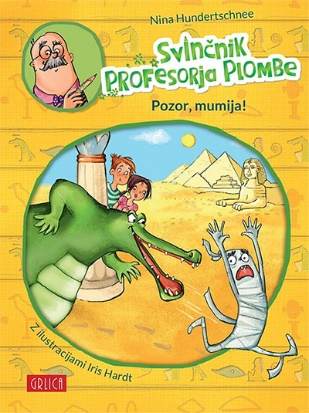 Nina Hundertschnee
Svinčnik
PROFesorja PLOMBe
Pozor, mumija!
Z ilustracijami Iris Hardt
GRLICA